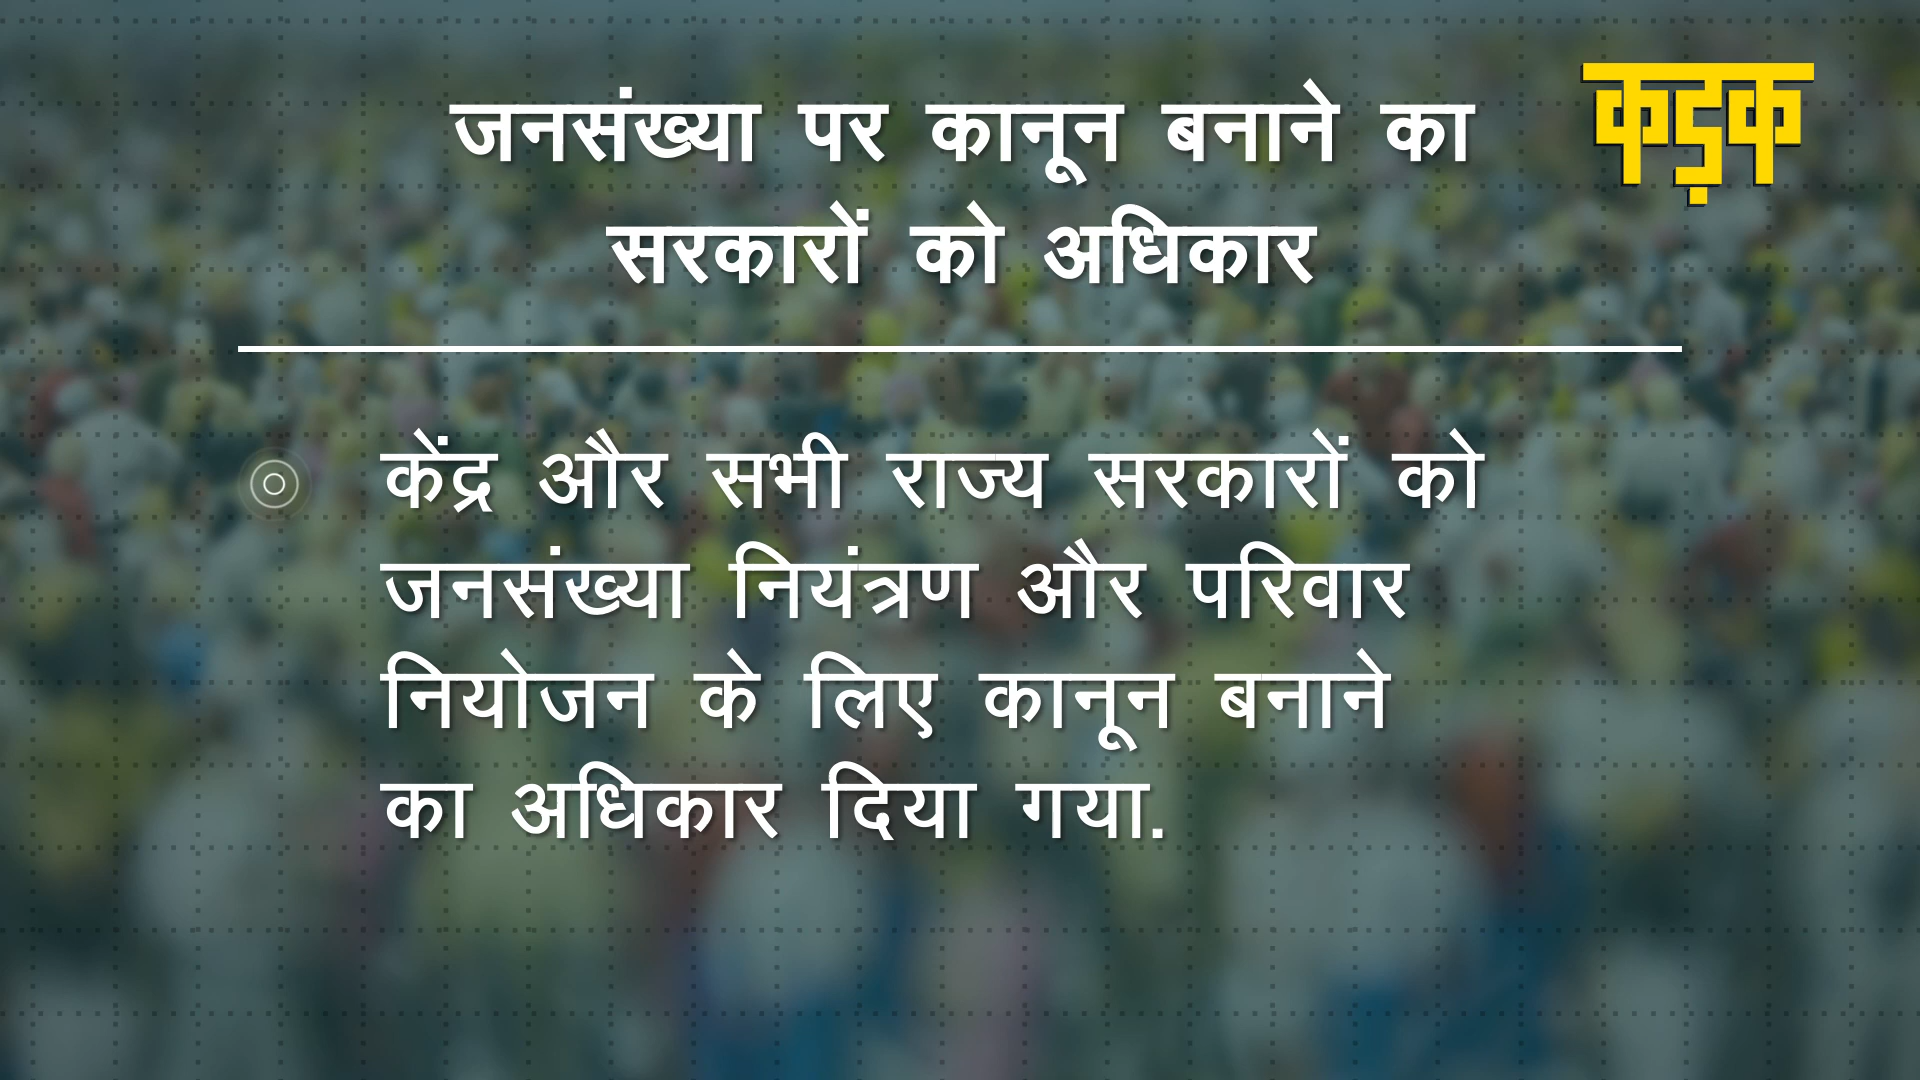 कड़क
जनसंख्या पर कानून बनाने का
सरकारों को अधिकार
केंद्र और सभी राज्य सरकारों को
जनसंख्या नियंत्रण और परिवार
नियोजन के लिए कानून बनाने
का अधिकार दिया गया.